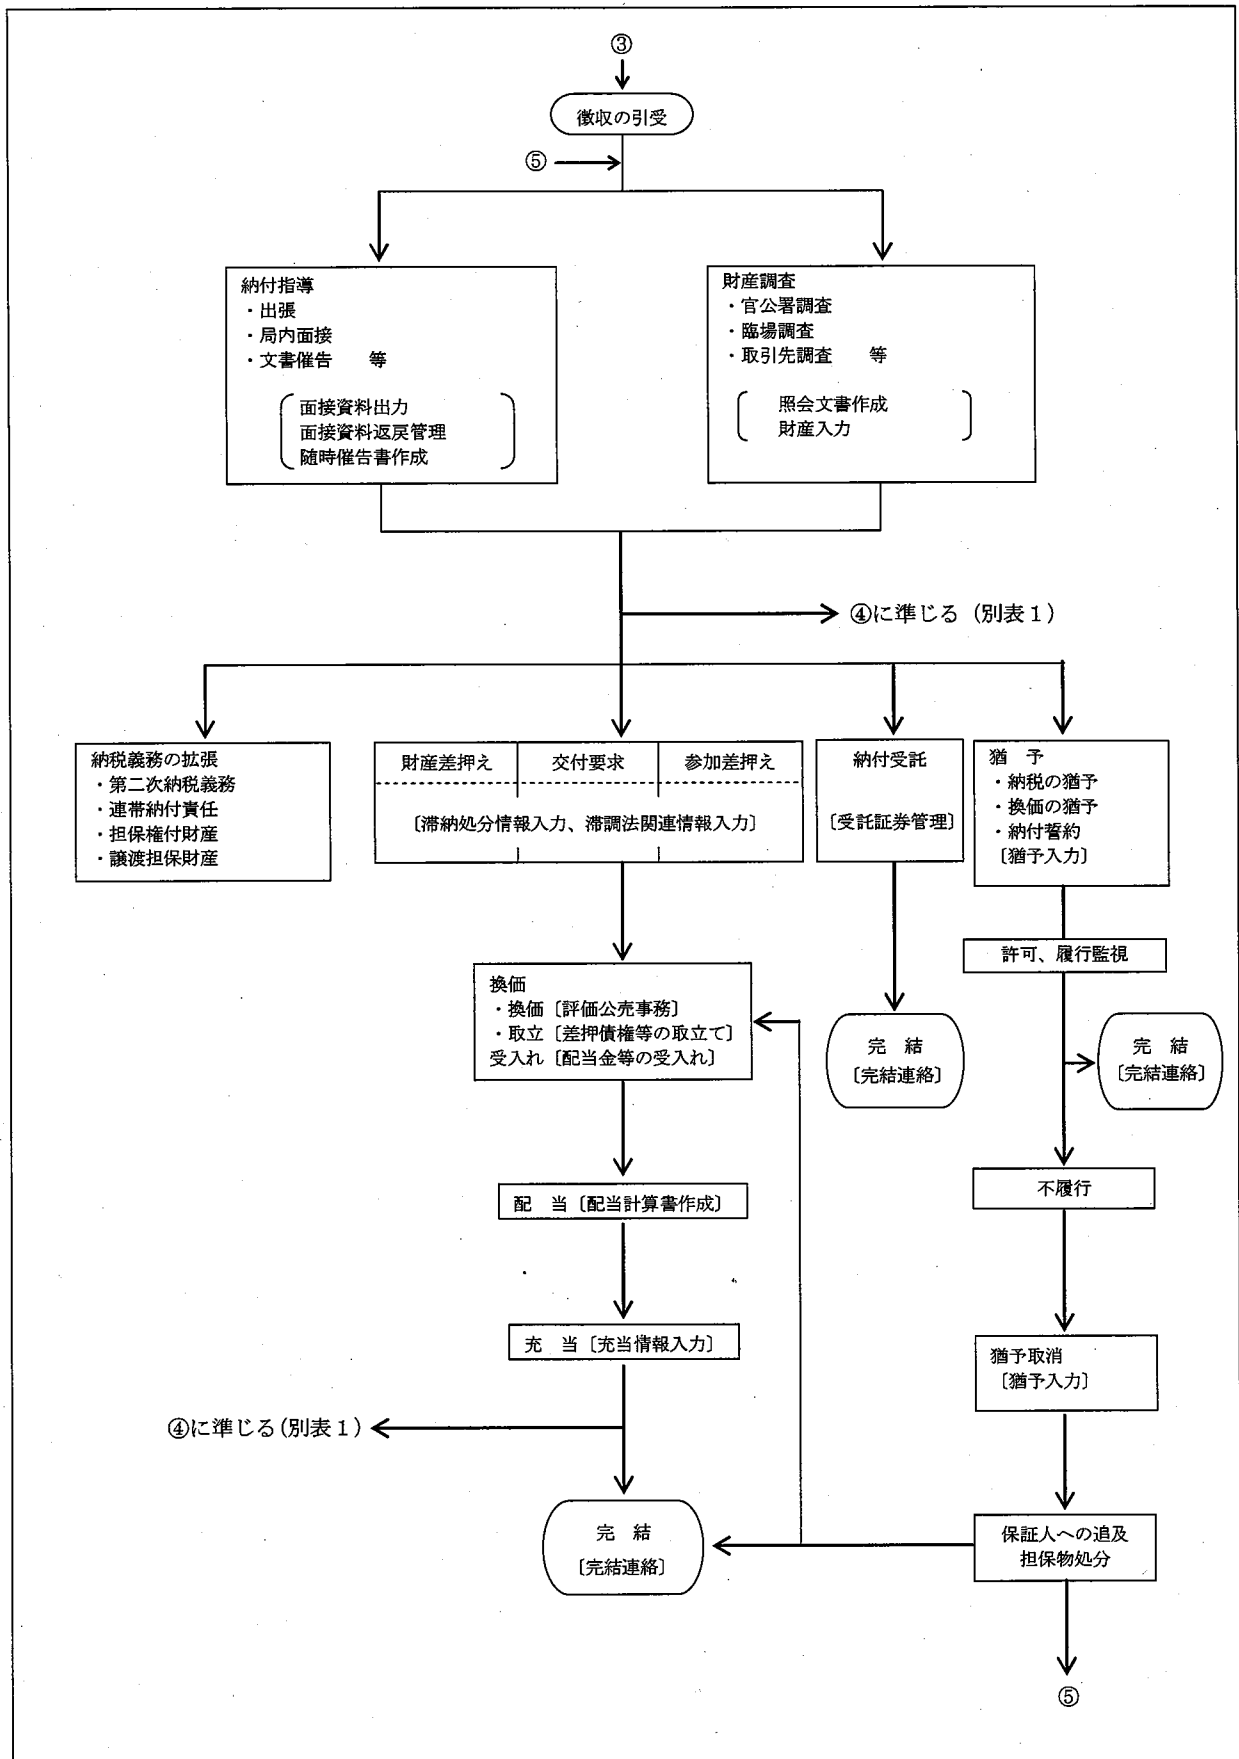 ③
徴収の引受
⑤
納付指導
・出張
・局内面接
・文書催告 等
面接資料出力
面接資料返戻管理
随時催告書作成
財産調査
・官公署調査
・臨場調査
・取引先調査 等
照会文書作成
財産入力
④に準じる（別表１）
納税義務の拡張
・第二次納税義務
・連帯納付責任
・担保権付財産
・譲渡担保財産
財産差押え 交付要求 参加差押え
〔滞納処分情報入力、滞調法関連情報入力〕
納付受託
〔受託証券管理〕
猶 予
・納税の猶予
・換価の猶予
・納付誓約
〔猶予入力〕
許可、履行監視
換価
・換価〔評価公売事務〕
・取立〔差押債権等の取立て〕
受入れ〔配当金等の受入れ〕
完 結
〔完結連絡〕
完 結
〔完結連絡〕
不履行
配 当〔配当計算書作成〕
充 当〔充当情報入力〕
猶予取消
〔猶予入力〕
④に準じる（別表１）
完 結
〔完結連絡〕
保証人への追及
担保物処分
⑤